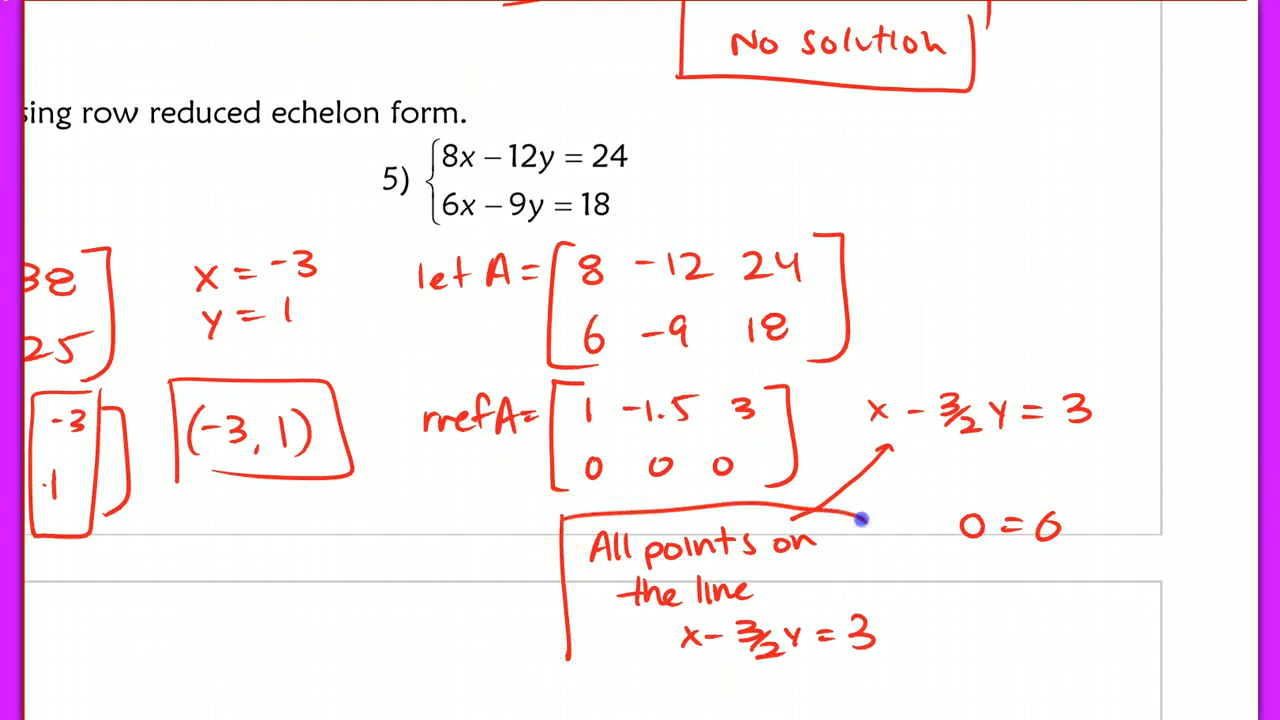 No solution
sing row reduced echelon form.
5) {8x − 12y = 24
6x − 9y = 18
38
25
x = -3
y = 1
let A = [8 -12 24
6 -9 18]
-3
1
(-3, 1)
rref A = [1 -1.5 3
0 0 0]
x - 3/2 y = 3
0 = 0
All points on
the line
x - 3/2 y = 3